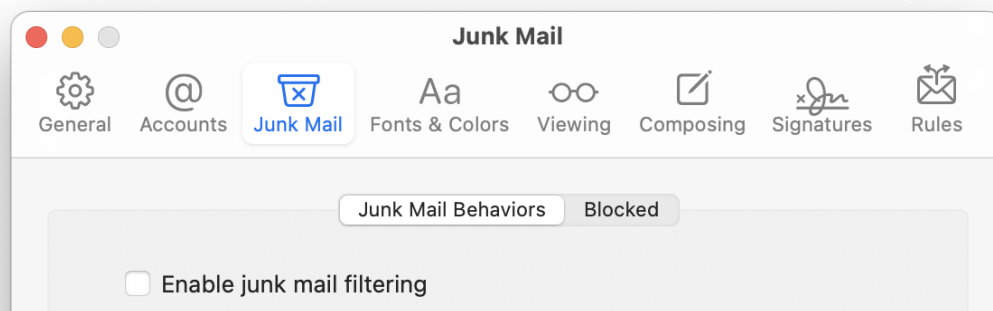 Junk Mail
General Accounts Junk Mail Fonts & Colors Viewing Composing Signatures Rules
Junk Mail Behaviors Blocked
Enable junk mail filtering